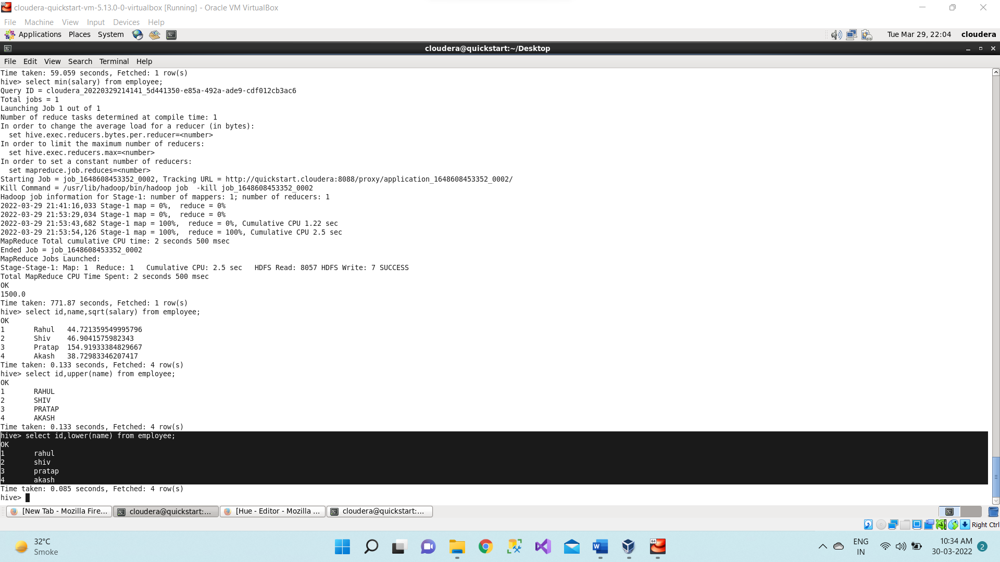 cloudera-quickstart-vm-5.13.0-0-virtualbox [Running] - Oracle VM VirtualBox
File Machine View Input Devices Help
Applications Places System Tue Mar 29, 22:04 cloudera
cloudera@quickstart:~/Desktop
File Edit View Search Terminal Help
Time taken: 59.059 seconds, Fetched: 1 row(s)
hive> select min(salary) from employee;
Query ID = cloudera_20220329214141_5d441350-e85a-492a-ade9-cdf012cb3ac6
Total jobs = 1
Launching Job 1 out of 1
Number of reduce tasks determined at compile time: 1
In order to change the average load for a reducer (in bytes):
  set hive.exec.reducers.bytes.per.reducer=<number>
In order to limit the maximum number of reducers:
  set hive.exec.reducers.max=<number>
In order to set a constant number of reducers:
  set mapreduce.job.reduces=<number>
Starting Job = job_1648608453352_0002, Tracking URL = http://quickstart.cloudera:8088/proxy/application_1648608453352_0002/
Kill Command = /usr/lib/hadoop/bin/hadoop job  -kill job_1648608453352_0002
Hadoop job information for Stage-1: number of mappers: 1; number of reducers: 1
2022-03-29 21:41:16,033 Stage-1 map = 0%,  reduce = 0%
2022-03-29 21:53:29,034 Stage-1 map = 0%,  reduce = 0%
2022-03-29 21:53:43,682 Stage-1 map = 100%,  reduce = 0%, Cumulative CPU 1.22 sec
2022-03-29 21:53:54,126 Stage-1 map = 100%,  reduce = 100%, Cumulative CPU 2.5 sec
MapReduce Total cumulative CPU time: 2 seconds 500 msec
Ended Job = job_1648608453352_0002
MapReduce Jobs Launched:
Stage-Stage-1: Map: 1  Reduce: 1   Cumulative CPU: 2.5 sec   HDFS Read: 8057 HDFS Write: 7 SUCCESS
Total MapReduce CPU Time Spent: 2 seconds 500 msec
OK
1500.0
Time taken: 771.87 seconds, Fetched: 1 row(s)
hive> select id,name,sqrt(salary) from employee;
OK
1       Rahul   44.721359549995796
2       Shiv    46.9041575982343
3       Pratap  154.91933384829667
4       Akash   38.72983346207417
Time taken: 0.133 seconds, Fetched: 4 row(s)
hive> select id,upper(name) from employee;
OK
1       RAHUL
2       SHIV
3       PRATAP
4       AKASH
Time taken: 0.133 seconds, Fetched: 4 row(s)
hive> select id,lower(name) from employee;
OK
1       rahul
2       shiv
3       pratap
4       akash
Time taken: 0.085 seconds, Fetched: 4 row(s)
hive>
[New Tab - Mozilla Fire... cloudera@quickstart:... [Hue - Editor - Mozilla ... cloudera@quickstart:...
Right Ctrl
32°C
Smoke
ENG
IN
10:34 AM
30-03-2022
2